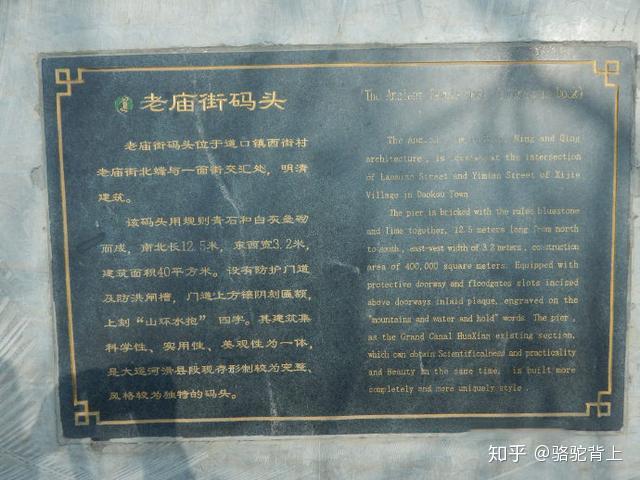 老庙街码头
老庙街码头位于道口镇西街村
老庙街北端与一面街交汇处，明清
建筑。
该码头用规则青石和白灰垒砌
而成，南北长12.5米，东西宽3.2米，
建筑面积40平方米。设有防护门道
及防洪闸槽，门道上方镶阴刻匾额，
上刻“山环水抱”四字。其建筑集
科学性、实用性、美观性为一体，
是大运河滑县段现存形制较为完整、
风格较为独特的码头。
The Ancient
The Ancient Ming and Qing
architecture , is located at the intersection
of Laomiao Street and Yimian Street of Xijie
Village in Daokou Town
The pier is bricked with the rules bluestone
and lime together, 12.5 meters long from north
to south , east-west width of 3.2 meters , construction
area of 400,000 square meters. Equipped with
protective doorway and floodgates slots incised
above doorways inlaid plaque, engraved on the
"mountains and water and hold" words. The pier ,
as the Grand Canal HuaXian existing section,
which can obtain Scientificalness and practicality
and Beauty in the same time, is built more
completely and more uniquely style .
知乎 @骆驼背上